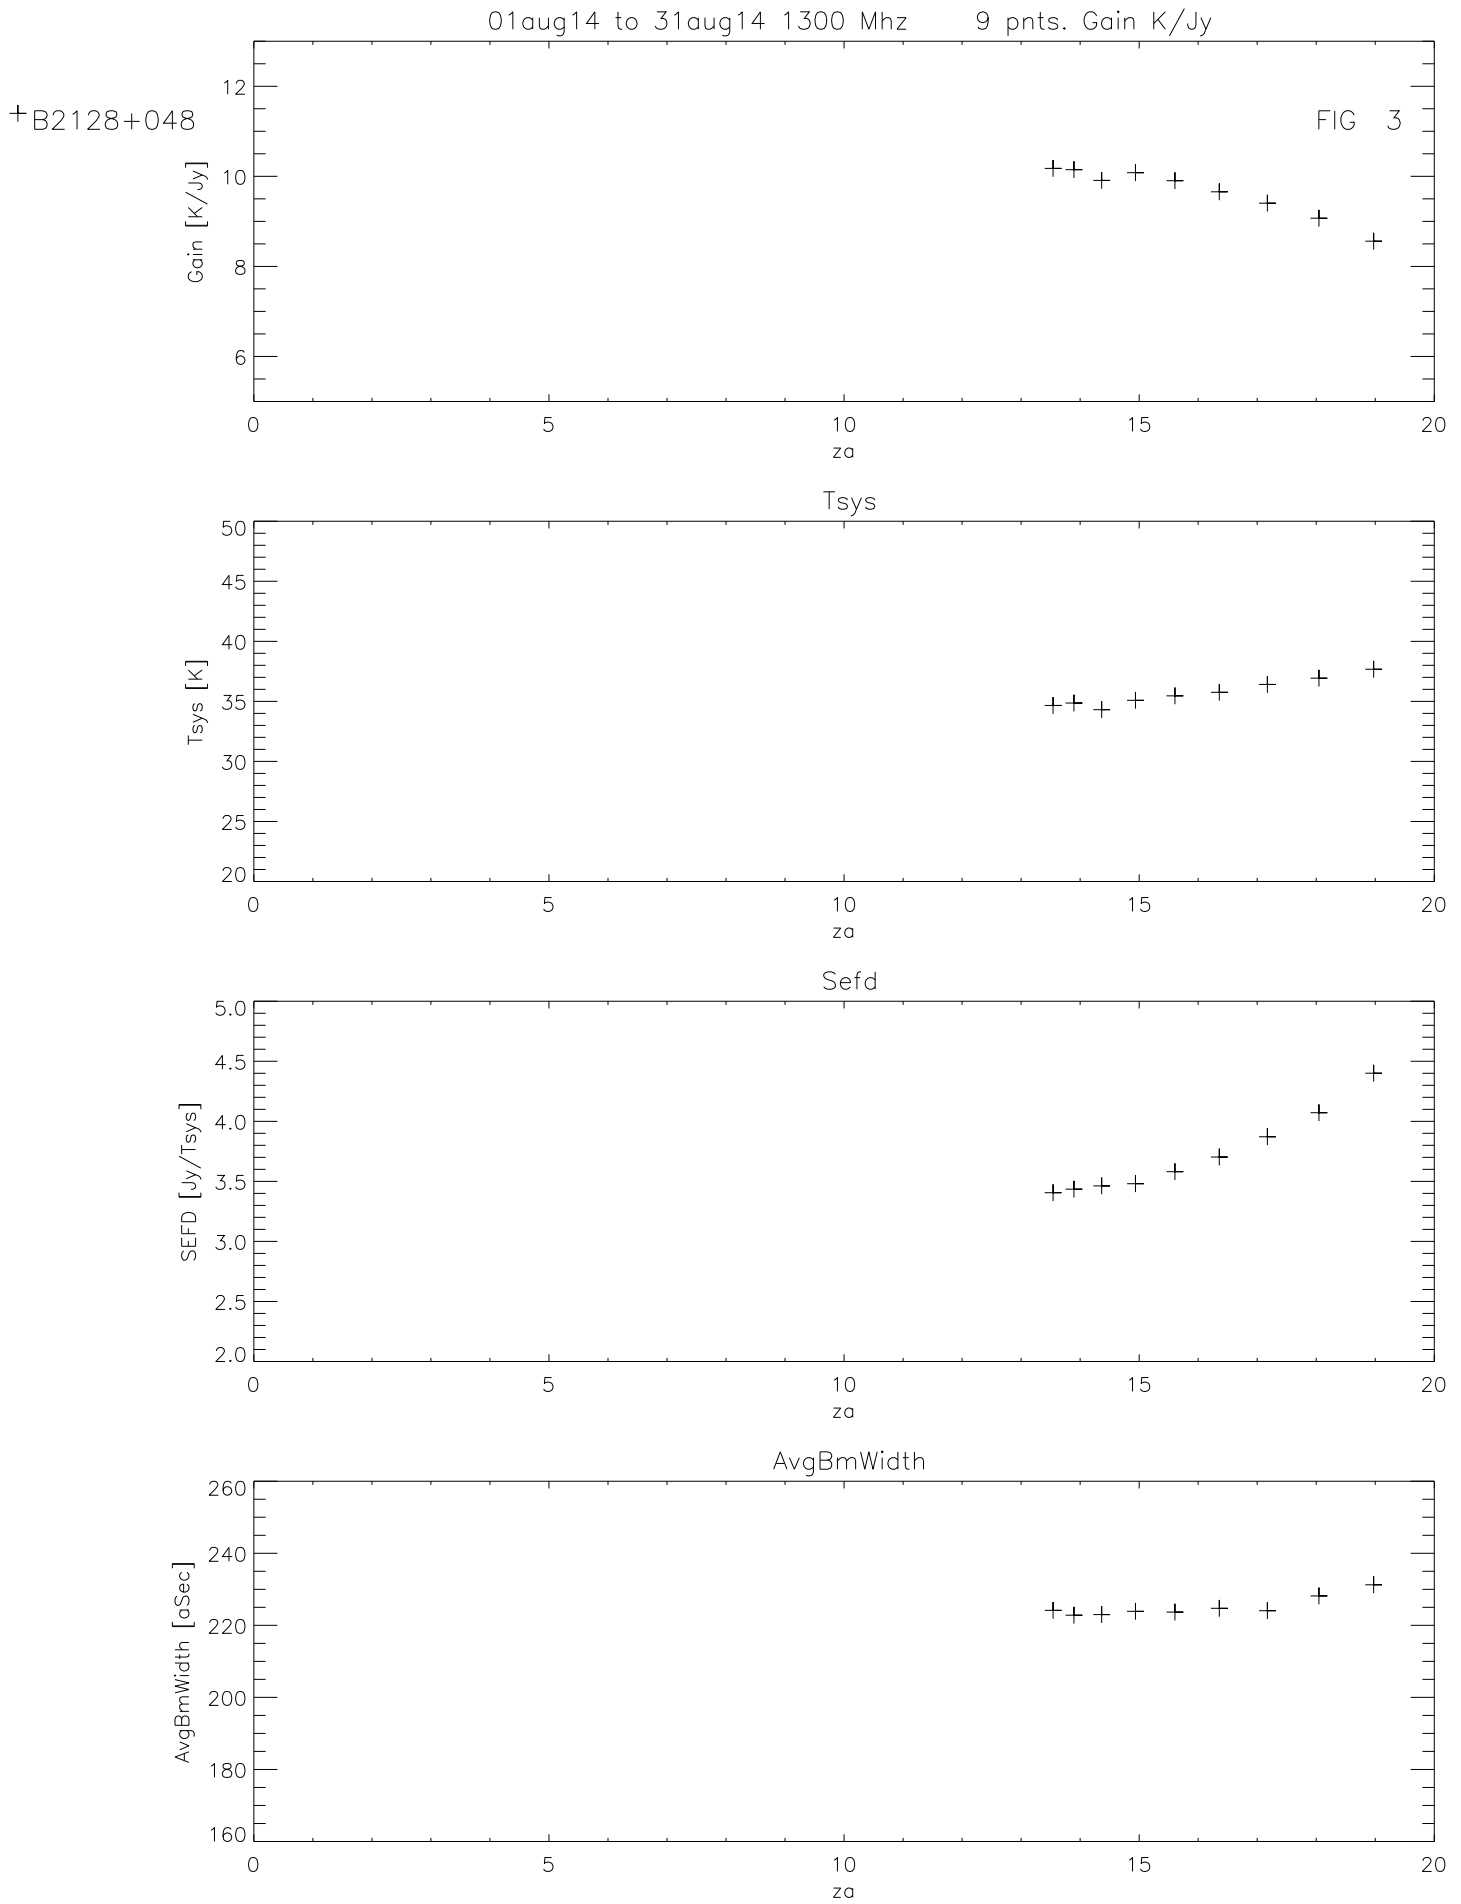 01aug14 to 31aug14 1300 Mhz 9 pnts. Gain K/Jy
+ B2128+048
FIG 3
Gain [K/Jy]
12
10
8
6
0 5 10 15 20
za
Tsys
Tsys [K]
50
45
40
35
30
25
20
0 5 10 15 20
za
Sefd
SEFD [Jy/Tsys]
5.0
4.5
4.0
3.5
3.0
2.5
2.0
0 5 10 15 20
za
AvgBmWidth
AvgBmWidth [aSec]
260
240
220
200
180
160
0 5 10 15 20
za